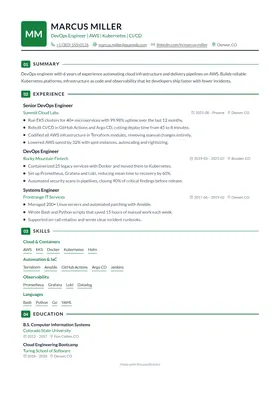 MM
MARCUS MILLER
DevOps Engineer | AWS | Kubernetes | CI/CD
Denver, CO
01 SUMMARY
DevOps engineer with 6 years of experience automating cloud infrastructure and delivery pipelines on AWS. Builds reliable
Kubernetes platforms, infrastructure as code and observability that let developers ship faster with fewer incidents.
02 EXPERIENCE
Senior DevOps Engineer
Summit Cloud Labs
Denver, CO
Run EKS clusters for 40+ microservices with 99.98% uptime over the last 12 months.
Rebuilt CI/CD in GitHub Actions and Argo CD, cutting deploy time from 45 to 8 minutes.
Codified all AWS infrastructure in Terraform modules, removing manual changes entirely.
Lowered AWS spend by 32% with spot instances, autoscaling and rightsizing.
DevOps Engineer
Rocky Mountain Fintech
Containerized 25 legacy services with Docker and moved them to Kubernetes.
Set up Prometheus, Grafana and Loki, reducing mean time to recovery by 60%.
Automated security scans in pipelines, closing 90% of critical findings before release.
Systems Engineer
Frontrange IT Services
Managed 200+ Linux servers and automated patching with Ansible.
Wrote Bash and Python scripts that saved 15 hours of manual work each week.
Supported on-call rotation and wrote clear incident runbooks.
03 SKILLS
Cloud & Containers
AWS EKS Docker Kubernetes Helm
Automation & IaC
Terraform Ansible GitHub Actions Argo CD Jenkins
Observability
Prometheus Grafana Loki Datadog
Languages
Bash Python Go YAML
04 EDUCATION
B.S. Computer Information Systems
Colorado State University
Cloud Engineering Bootcamp
Turing School of Software